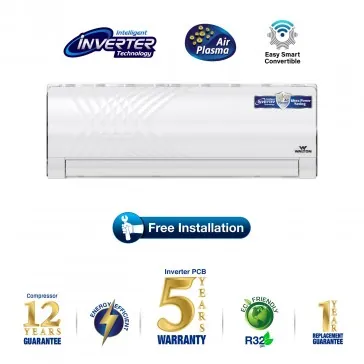 intelligent
iNVERTER
Technology
Air
Plasma
Easy Smart
Convertible
WALTON
Free Installation
Compressor
12
YEARS
GUARANTEE
ENERGY EFFICIENT
Inverter PCB
5 YEARS
WARRANTY
ECO FRIENDLY
R32
1 YEAR
REPLACEMENT
GUARANTEE